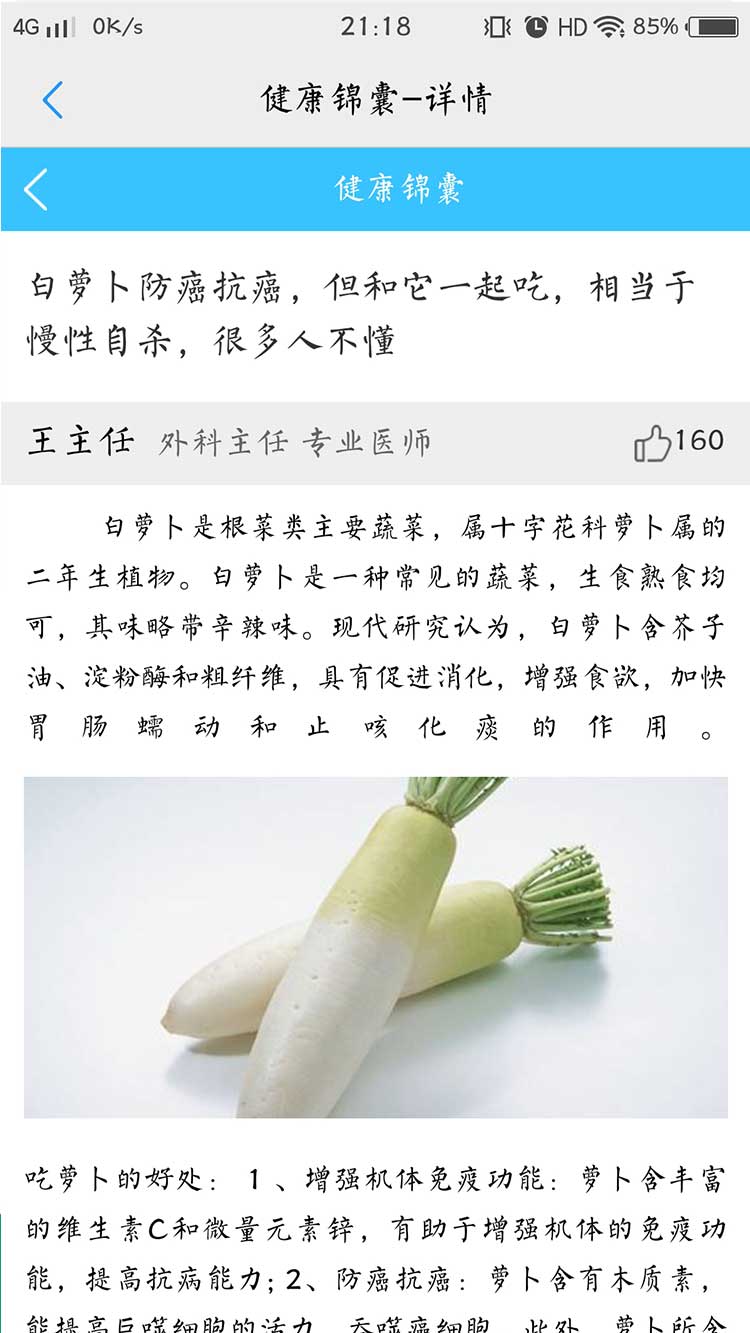 4G 0K/s 21:18 HD 85%
健康锦囊-详情
健康锦囊
白萝卜防癌抗癌，但和它一起吃，相当于
慢性自杀，很多人不懂
王主任 外科主任 专业医师 160
白萝卜是根菜类主要蔬菜，属十字花科萝卜属的
二年生植物。白萝卜是一种常见的蔬菜，生食熟食均
可，其味略带辛辣味。现代研究认为，白萝卜含芥子
油、淀粉酶和粗纤维，具有促进消化，增强食欲，加快
胃肠蠕动和止咳化痰的作用。
吃萝卜的好处： 1 、增强机体免疫功能：萝卜含丰富
的维生素C和微量元素锌，有助于增强机体的免疫功
能，提高抗病能力; 2、防癌抗癌：萝卜含有木质素，
能提高巨噬细胞的活力，吞噬癌细胞。此外，萝卜所含